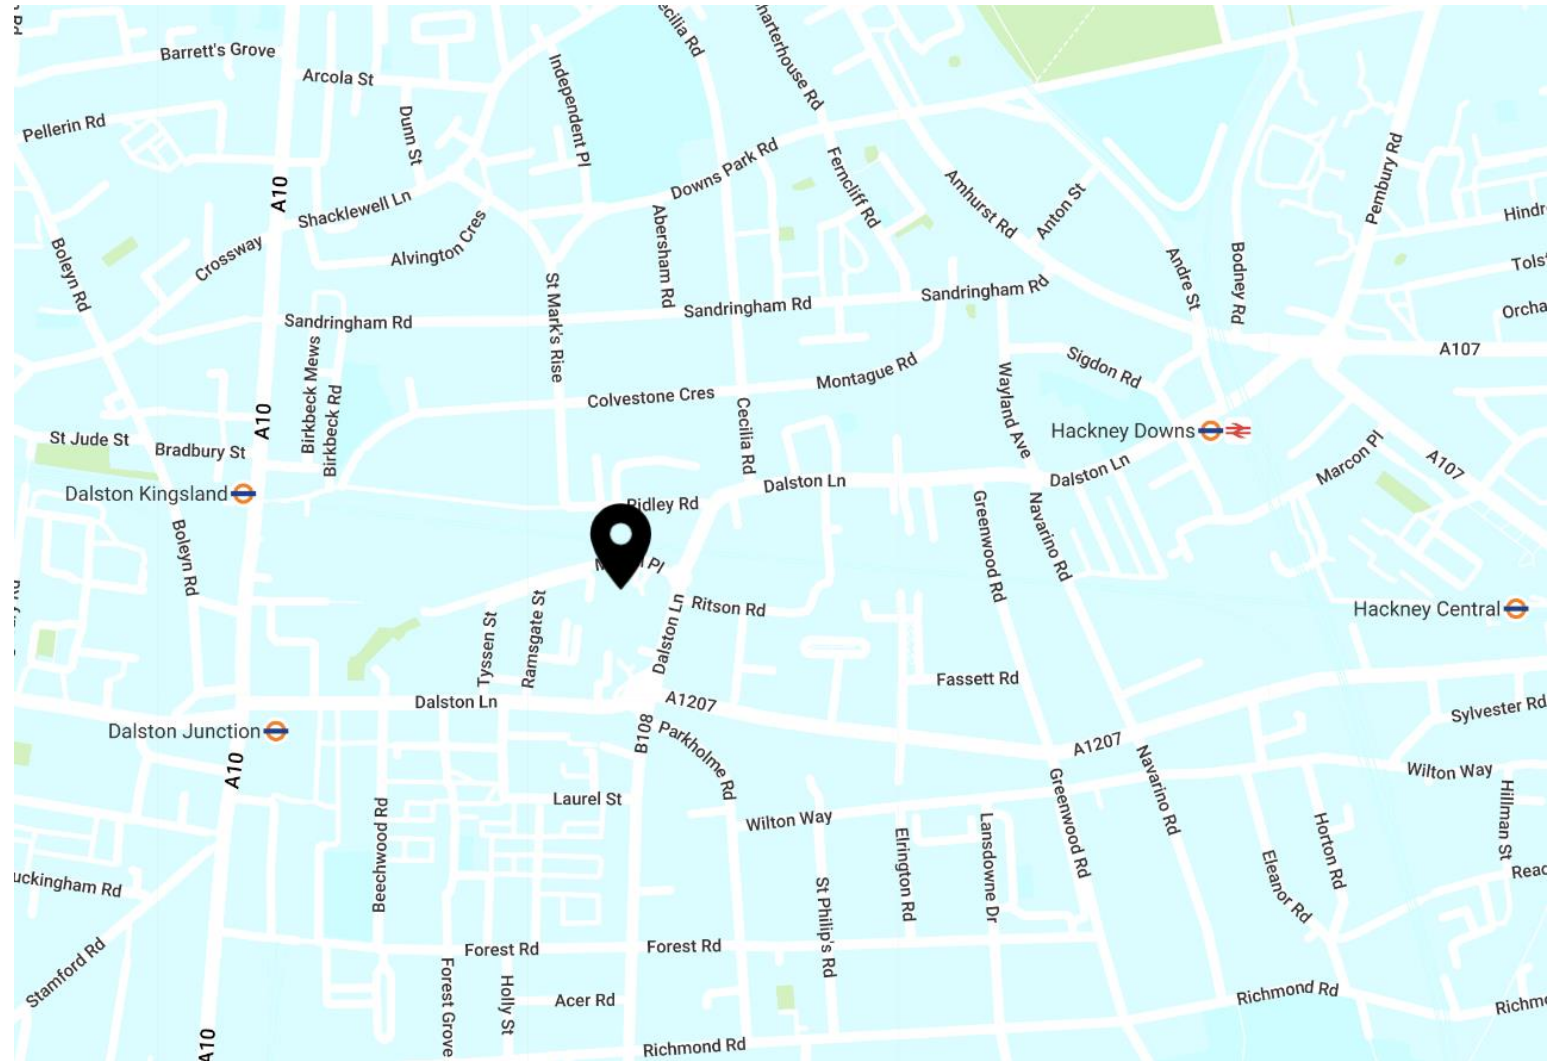 Barrett's Grove
Arcola St
Pellerin Rd
Dunn St
Independent Pl
Downs Park Rd
Ferncliff Rd
Amhurst Rd
Anton St
Pembury Rd
A10
Shacklewell Ln
Crossway
Alvington Cres
Abersham Rd
Boleyn Rd
St Mark's Rise
Sandringham Rd
Sandringham Rd
Sandringham Rd
Andre St
Bodney Rd
A107
Birkbeck Mews
Birkbeck Rd
Colvestone Cres
Montague Rd
Sigdon Rd
Wayland Ave
Cecilia Rd
A10
St Jude St
Bradbury St
Hackney Downs
Dalston Kingsland
Dalston Ln
Dalston Ln
Marcon Pl
A107
Boleyn Rd
Greenwood Rd
Navarino Rd
Tyssen St
Ramsgate St
Dalston Ln
Ritson Rd
Hackney Central
Fassett Rd
Dalston Ln
A1207
Sylvester Rd
Dalston Junction
B108
Parkholme Rd
A1207
Navarino Rd
A10
Laurel St
Wilton Way
Wilton Way
Greenwood Rd
Hillman St
Beechwood Rd
Elrington Rd
Lansdowne Dr
Horton Rd
Eleanor Rd
St Philip's Rd
Stamford Rd
Forest Rd
Forest Rd
Forest Grove
Holly St
Acer Rd
Richmond Rd
Richmond Rd
A10